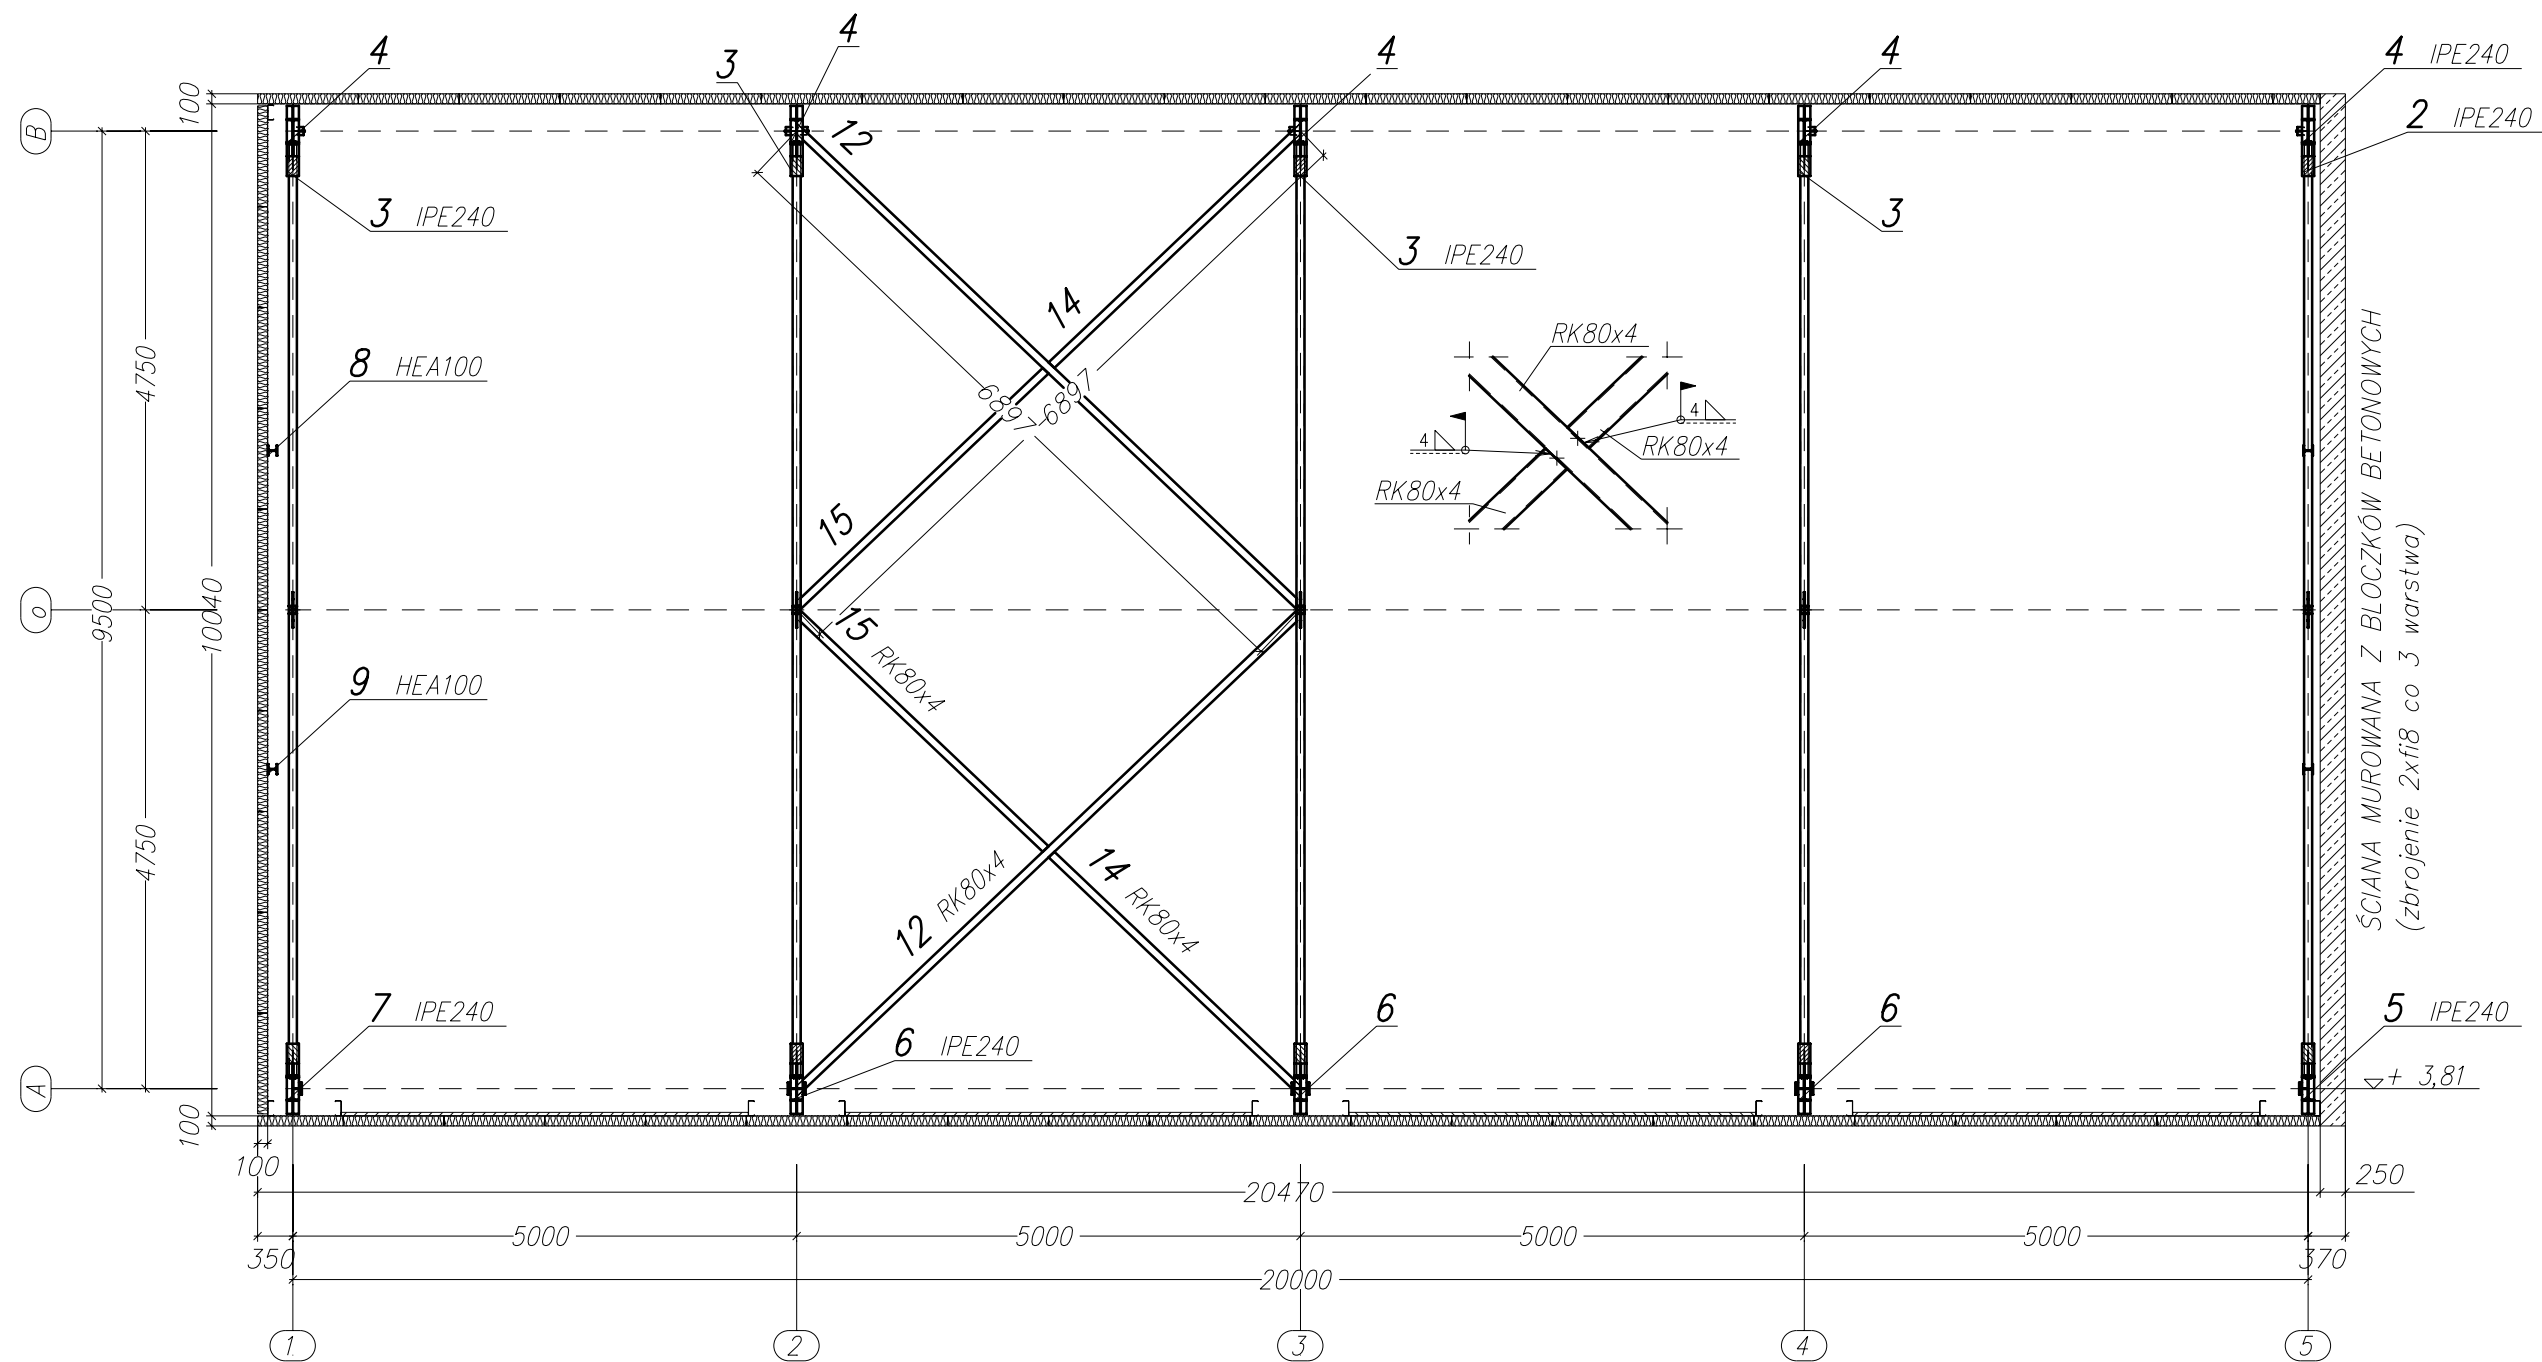 4
4
3
4
4
4 IPE240
2 IPE240
100
B
12
3 IPE240
3 IPE240
3
14
RK80x4
4
4
RK80x4
RK80x4
8 HEA100
4750
6897
6897
15
9500
10040
o
15 RK80x4
9 HEA100
ŚCIANA MUROWANA Z BLOCZKÓW BETONOWYCH
(zbrojenie 2xfi8 co 3 warstwa)
4750
12 RK80x4
14 RK80x4
7 IPE240
6 IPE240
6
6
5 IPE240
A
+ 3,81
100
100
20470
250
350
5000
5000
5000
5000
370
20000
1
2
3
4
5